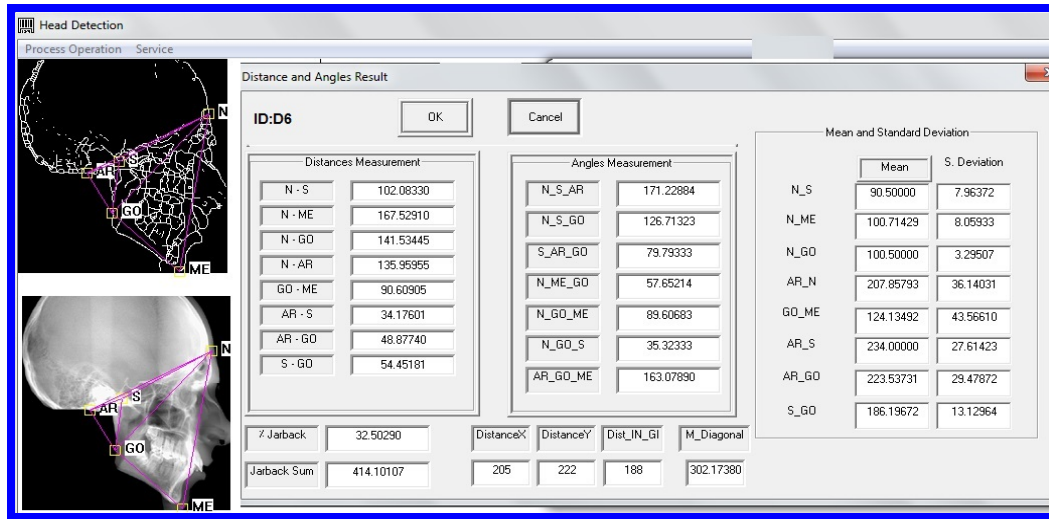 Head Detection
Process Operation Service
Distance and Angles Result
ID:D6
OK
Cancel
Distances Measurement
N - S 102.08330
N - ME 167.52910
N - GO 141.53445
N - AR 135.95955
GO - ME 90.60905
AR - S 34.17601
AR - GO 48.87740
S - GO 54.45181
Angles Measurement
N_S_AR 171.22884
N_S_GO 126.71323
S_AR_GO 79.79333
N_ME_GO 57.65214
N_GO_ME 89.60683
N_GO_S 35.32333
AR_GO_ME 163.07890
Mean and Standard Deviation
Mean S. Deviation
N_S 90.50000 7.96372
N_ME 100.71429 8.05933
N_GO 100.50000 3.29507
AR_N 207.85793 36.14031
GO_ME 124.13492 43.56610
AR_S 234.00000 27.61423
AR_GO 223.53731 29.47872
S_GO 186.19672 13.12964
% Jarback 32.50290
Jarback Sum 414.10107
DistanceX DistanceY Dist_IN_GI M_Diagonal
205 222 188 302.17380
N
S
AR
GO
ME
N
S
AR
GO
ME